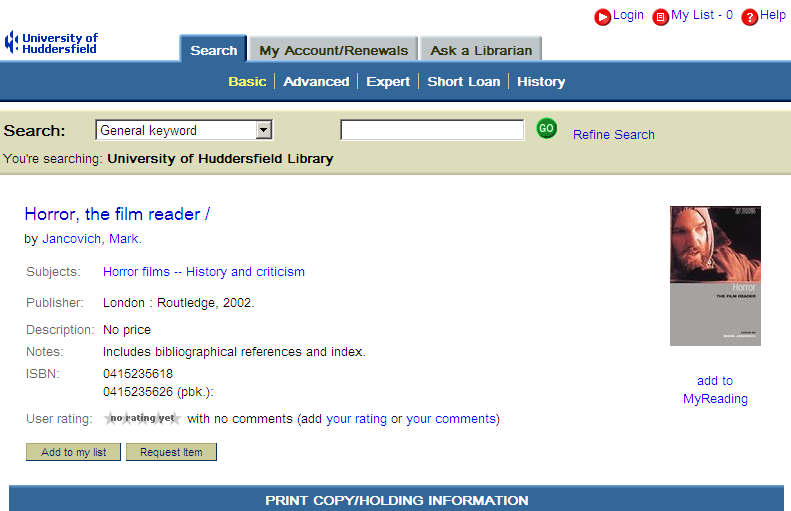 Login My List - 0 Help
University of
Huddersfield
Search My Account/Renewals Ask a Librarian
Basic Advanced Expert Short Loan History
Search: General keyword GO Refine Search
You're searching: University of Huddersfield Library
Horror, the film reader /
by Jancovich, Mark.
Subjects: Horror films -- History and criticism
Publisher: London : Routledge, 2002.
Description: No price
Notes: Includes bibliographical references and index.
ISBN: 0415235618
0415235626 (pbk.):
User rating: no rating yet with no comments (add your rating or your comments)
Horror
THE FILM READER
add to
MyReading
Add to my list Request Item
PRINT COPY/HOLDING INFORMATION